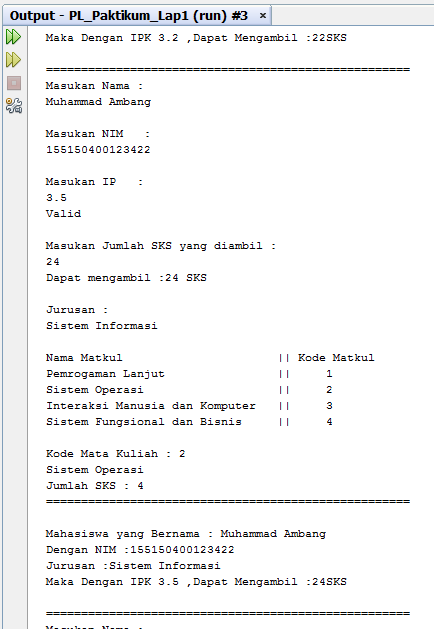 Output - PL_Paktikum_Lap1 (run) #3 ×
Maka Dengan IPK 3.2 ,Dapat Mengambil :22SKS
====================================================
Masukan Nama :
Muhammad Ambang
Masukan NIM   :
155150400123422
Masukan IP   :
3.5
Valid
Masukan Jumlah SKS yang diambil :
24
Dapat mengambil :24 SKS
Jurusan :
Sistem Informasi
Nama Matkul                       || Kode Matkul
Pemrogaman Lanjut                 ||     1
Sistem Operasi                    ||     2
Interaksi Manusia dan Komputer    ||     3
Sistem Fungsional dan Bisnis      ||     4
Kode Mata Kuliah : 2
Sistem Operasi
Jumlah SKS : 4
====================================================
Mahasiswa yang Bernama : Muhammad Ambang
Dengan NIM :155150400123422
Jurusan :Sistem Informasi
Maka Dengan IPK 3.5 ,Dapat Mengambil :24SKS
====================================================
Masukan Nama :